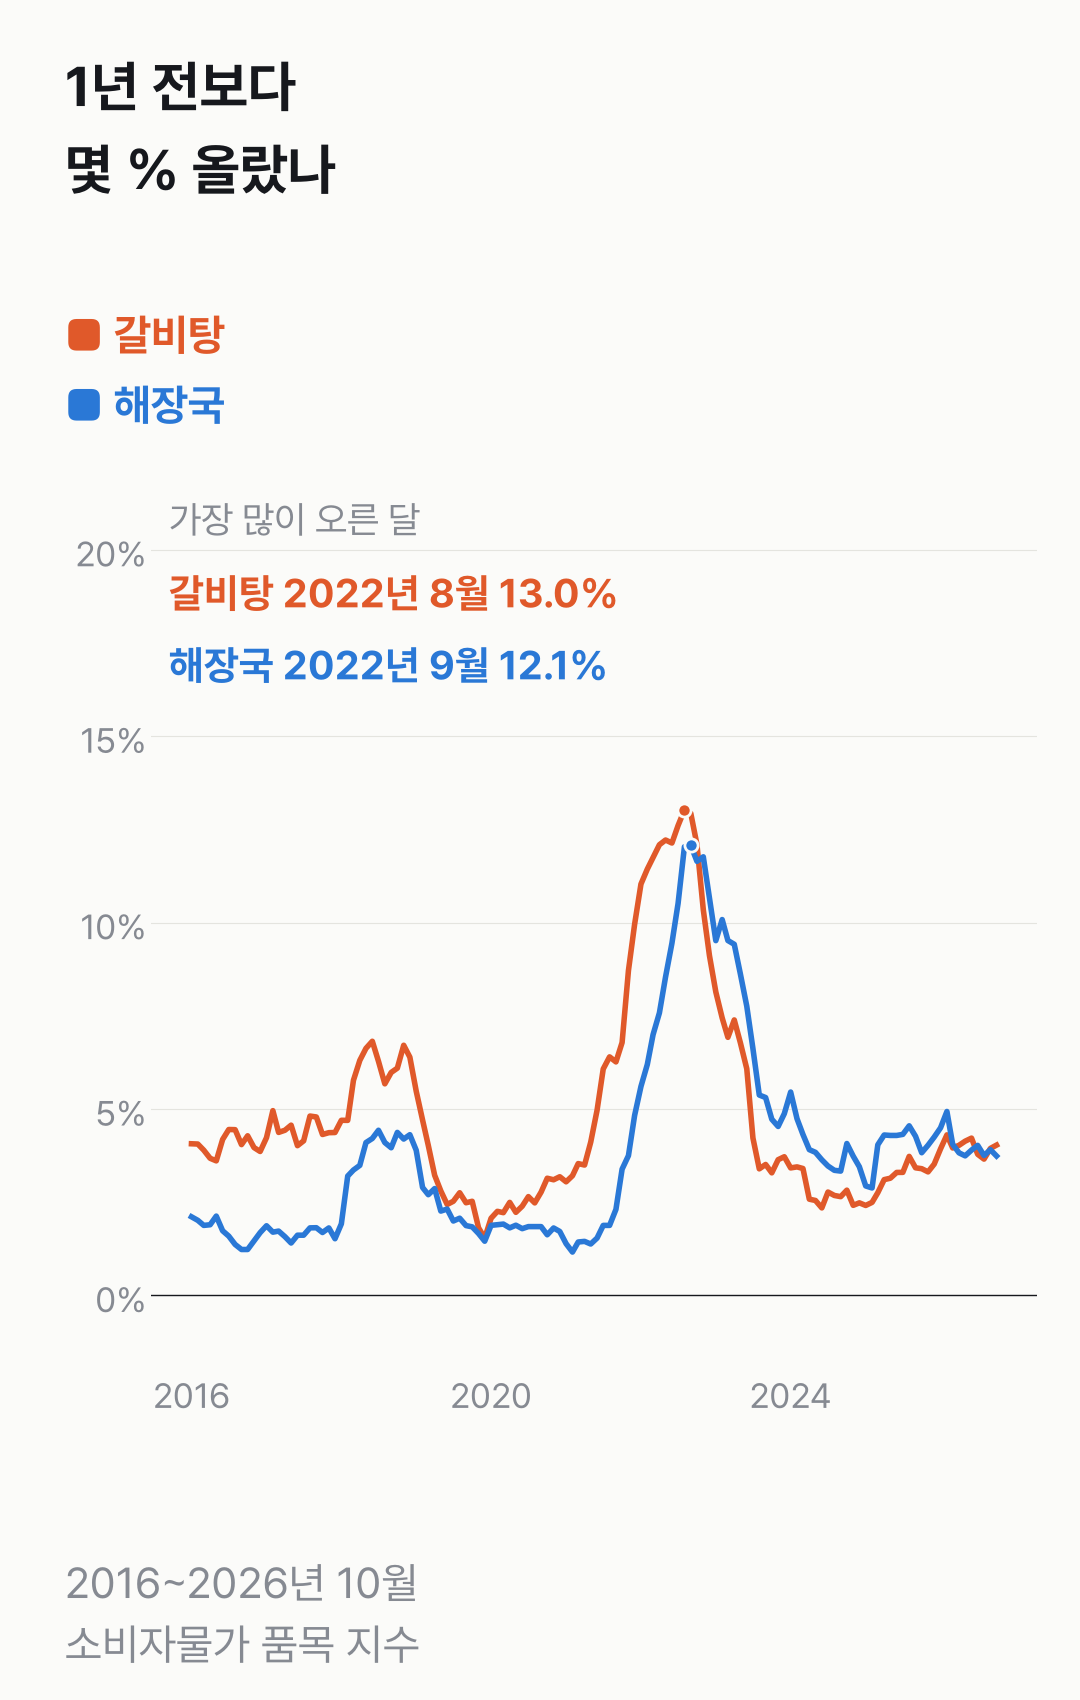 1년 전보다
몇 % 올랐나
갈비탕
해장국
가장 많이 오른 달
20%
갈비탕 2022년 8월 13.0%
해장국 2022년 9월 12.1%
15%
10%
5%
0%
2016 2020 2024
2016~2026년 10월
소비자물가 품목 지수